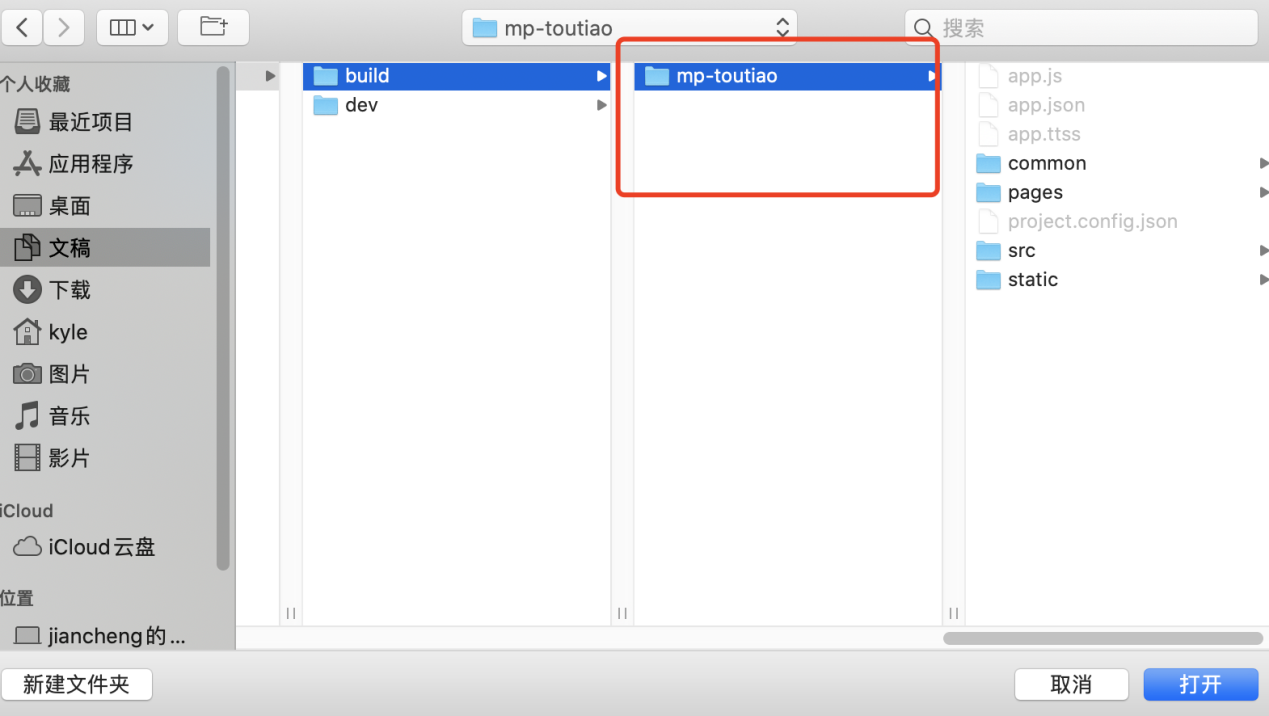 mp-toutiao
搜索
个人收藏
最近项目
应用程序
桌面
文稿
下载
kyle
图片
音乐
影片
iCloud
iCloud云盘
位置
jiancheng的...
build
dev
mp-toutiao
app.js
app.json
app.ttss
common
pages
project.config.json
src
static
新建文件夹
取消
打开